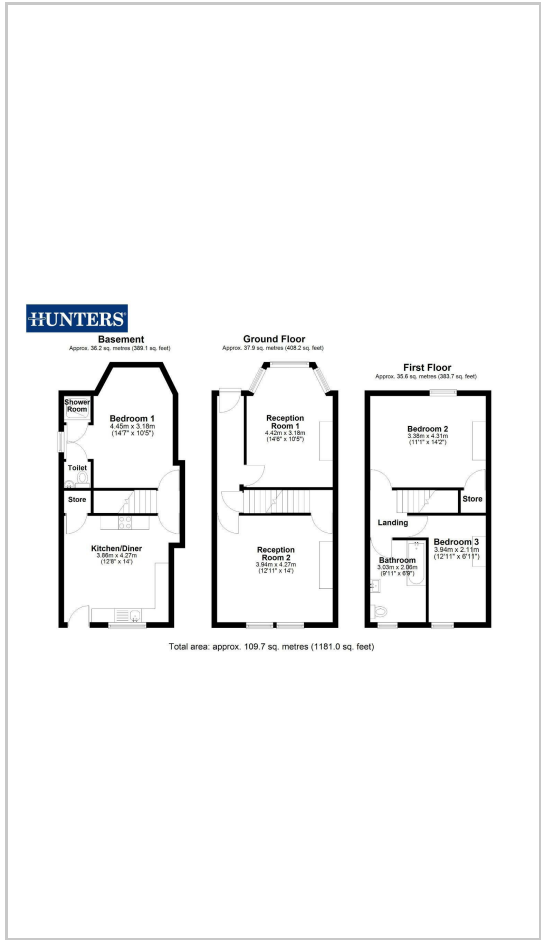 HUNTERS
Basement
Approx. 36.2 sq. metres (389.1 sq. feet)
Shower
Room
Bedroom 1
4.45m x 3.18m
(14'7" x 10'5")
Toilet
Store
Kitchen/Diner
3.86m x 4.27m
(12'8" x 14')
Ground Floor
Approx. 37.9 sq. metres (408.2 sq. feet)
Reception
Room 1
4.42m x 3.18m
(14'6" x 10'5")
Reception
Room 2
3.94m x 4.27m
(12'11" x 14')
First Floor
Approx. 35.6 sq. metres (383.7 sq. feet)
Bedroom 2
3.38m x 4.31m
(11'1" x 14'2")
Store
Landing
Bedroom 3
3.94m x 2.11m
(12'11" x 6'11")
Bathroom
3.03m x 2.06m
(9'11" x 6'9")
Total area: approx. 109.7 sq. metres (1181.0 sq. feet)